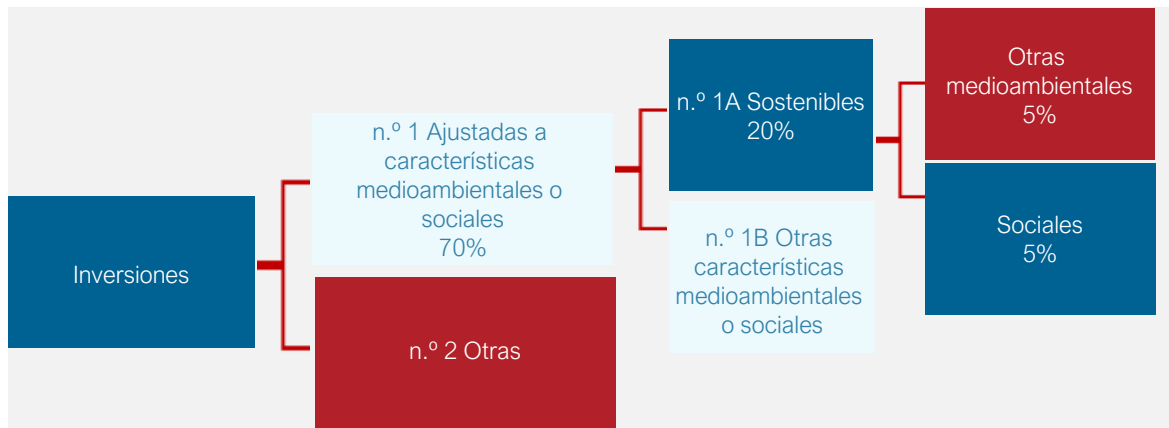 Inversiones
n.º 1 Ajustadas a
características
medioambientales o
sociales
70%
n.º 2 Otras
n.º 1A Sostenibles
20%
n.º 1B Otras
características
medioambientales
o sociales
Otras
medioambientales
5%
Sociales
5%